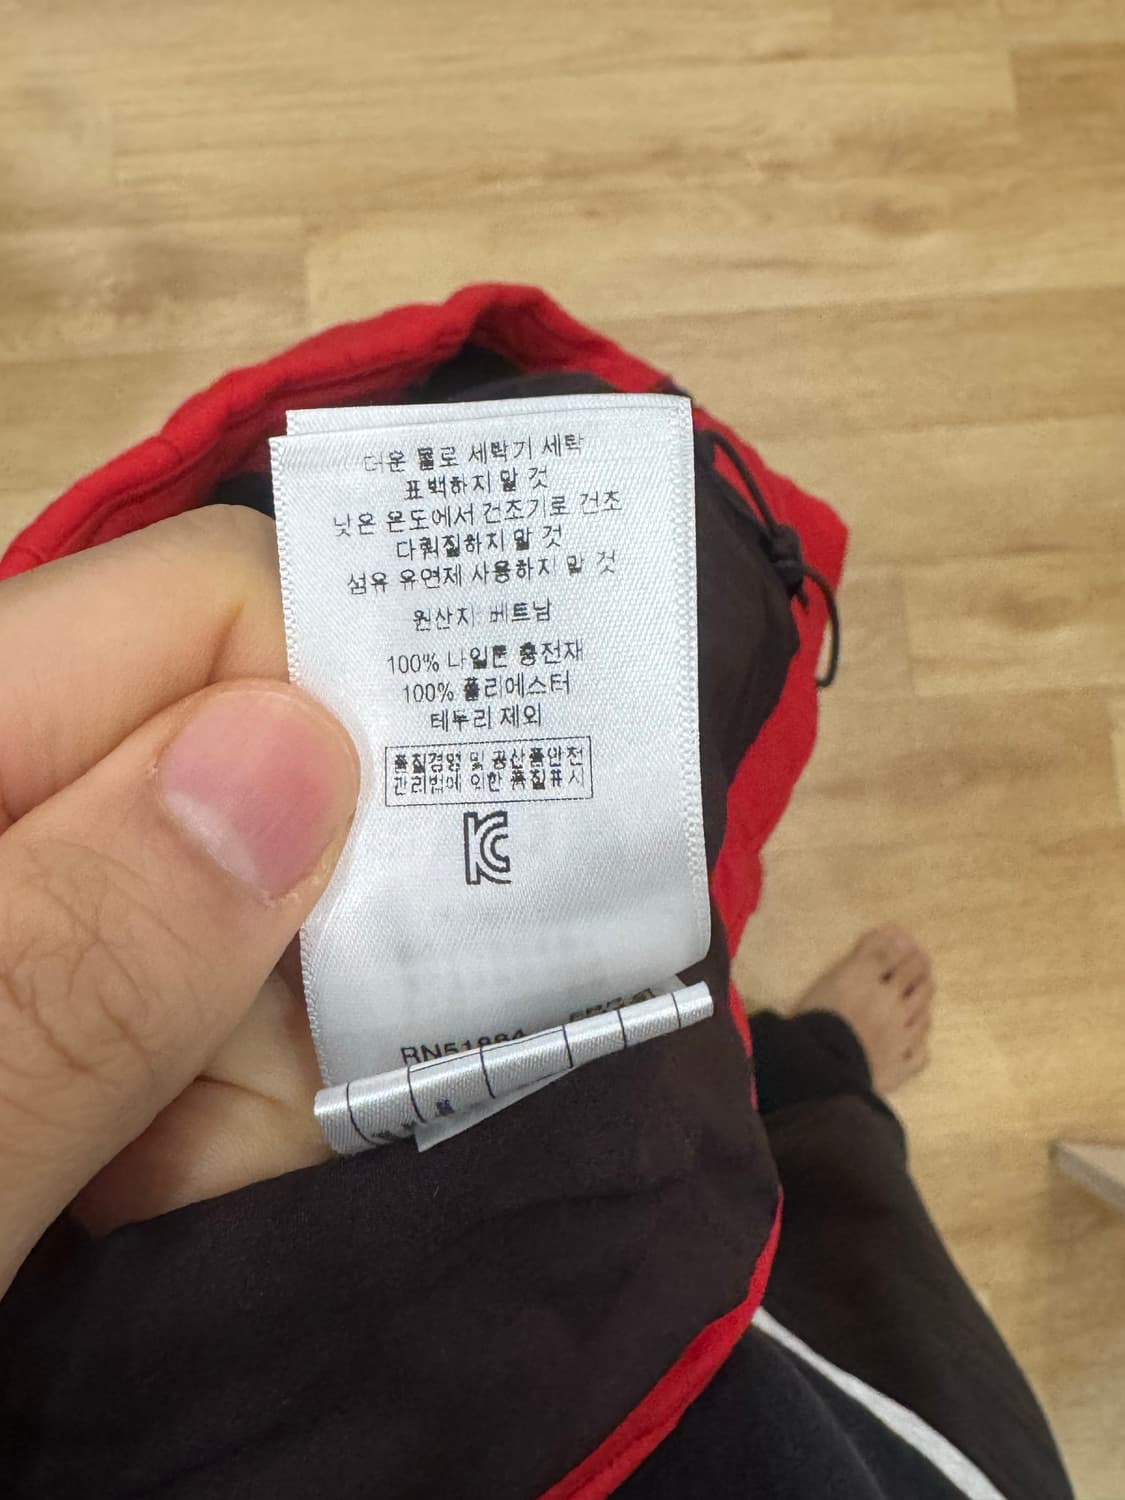 더운 물로 세탁기 세탁
표백하지 말 것
낮은 온도에서 건조기로 건조
다림질하지 말 것
섬유 유연제 사용하지 말 것
원산지: 베트남
100% 나일론 충전재
100% 폴리에스터
테두리 제외
품질경영 및 공산품안전
관리법에 의한 품질표시
KC
RN51884